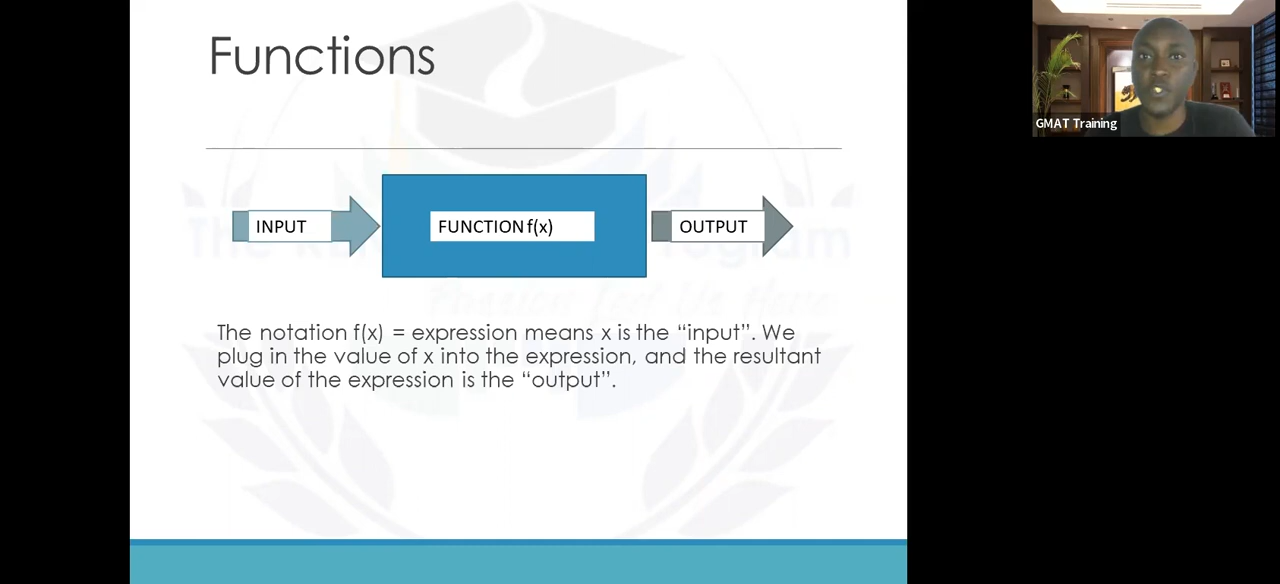 Functions
GMAT Training
INPUT
FUNCTION f(x)
OUTPUT
The notation f(x) = expression means x is the “input”. We
plug in the value of x into the expression, and the resultant
value of the expression is the “output”.